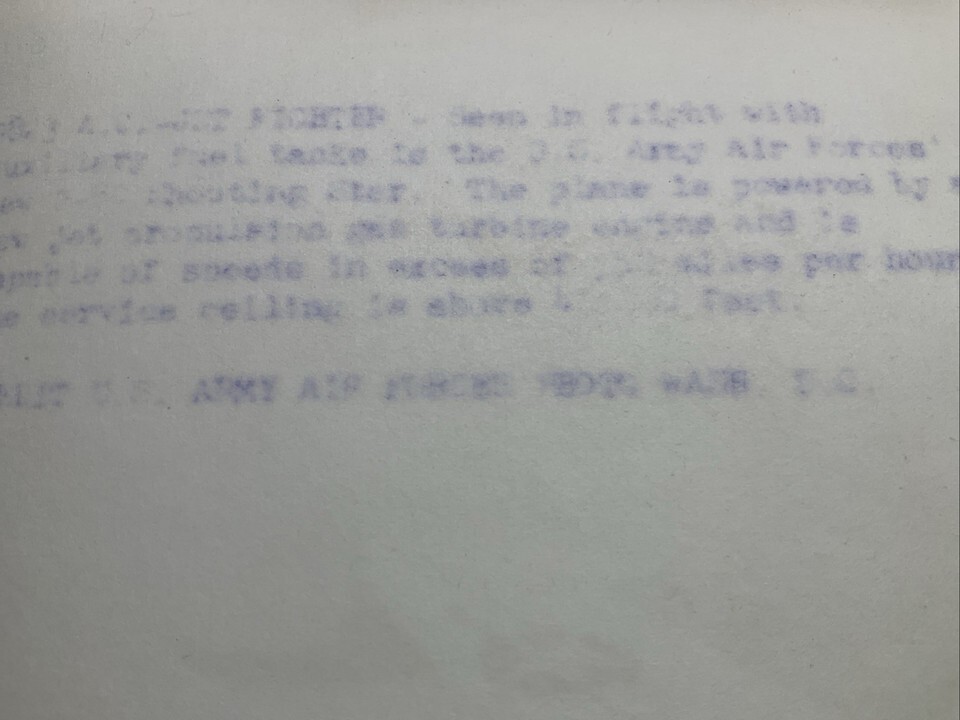 A.C.-JET FIGHTER - Seen in flight with
fuel tanks is the U.S. Army Air Forces'
Shooting Star. The plane is powered by
jet propulsion gas turbine engine and is
of speeds in excess of miles per hour
service ceiling is above feet.
U.S. ARMY AIR FORCES PHOTO WASH. D.C.